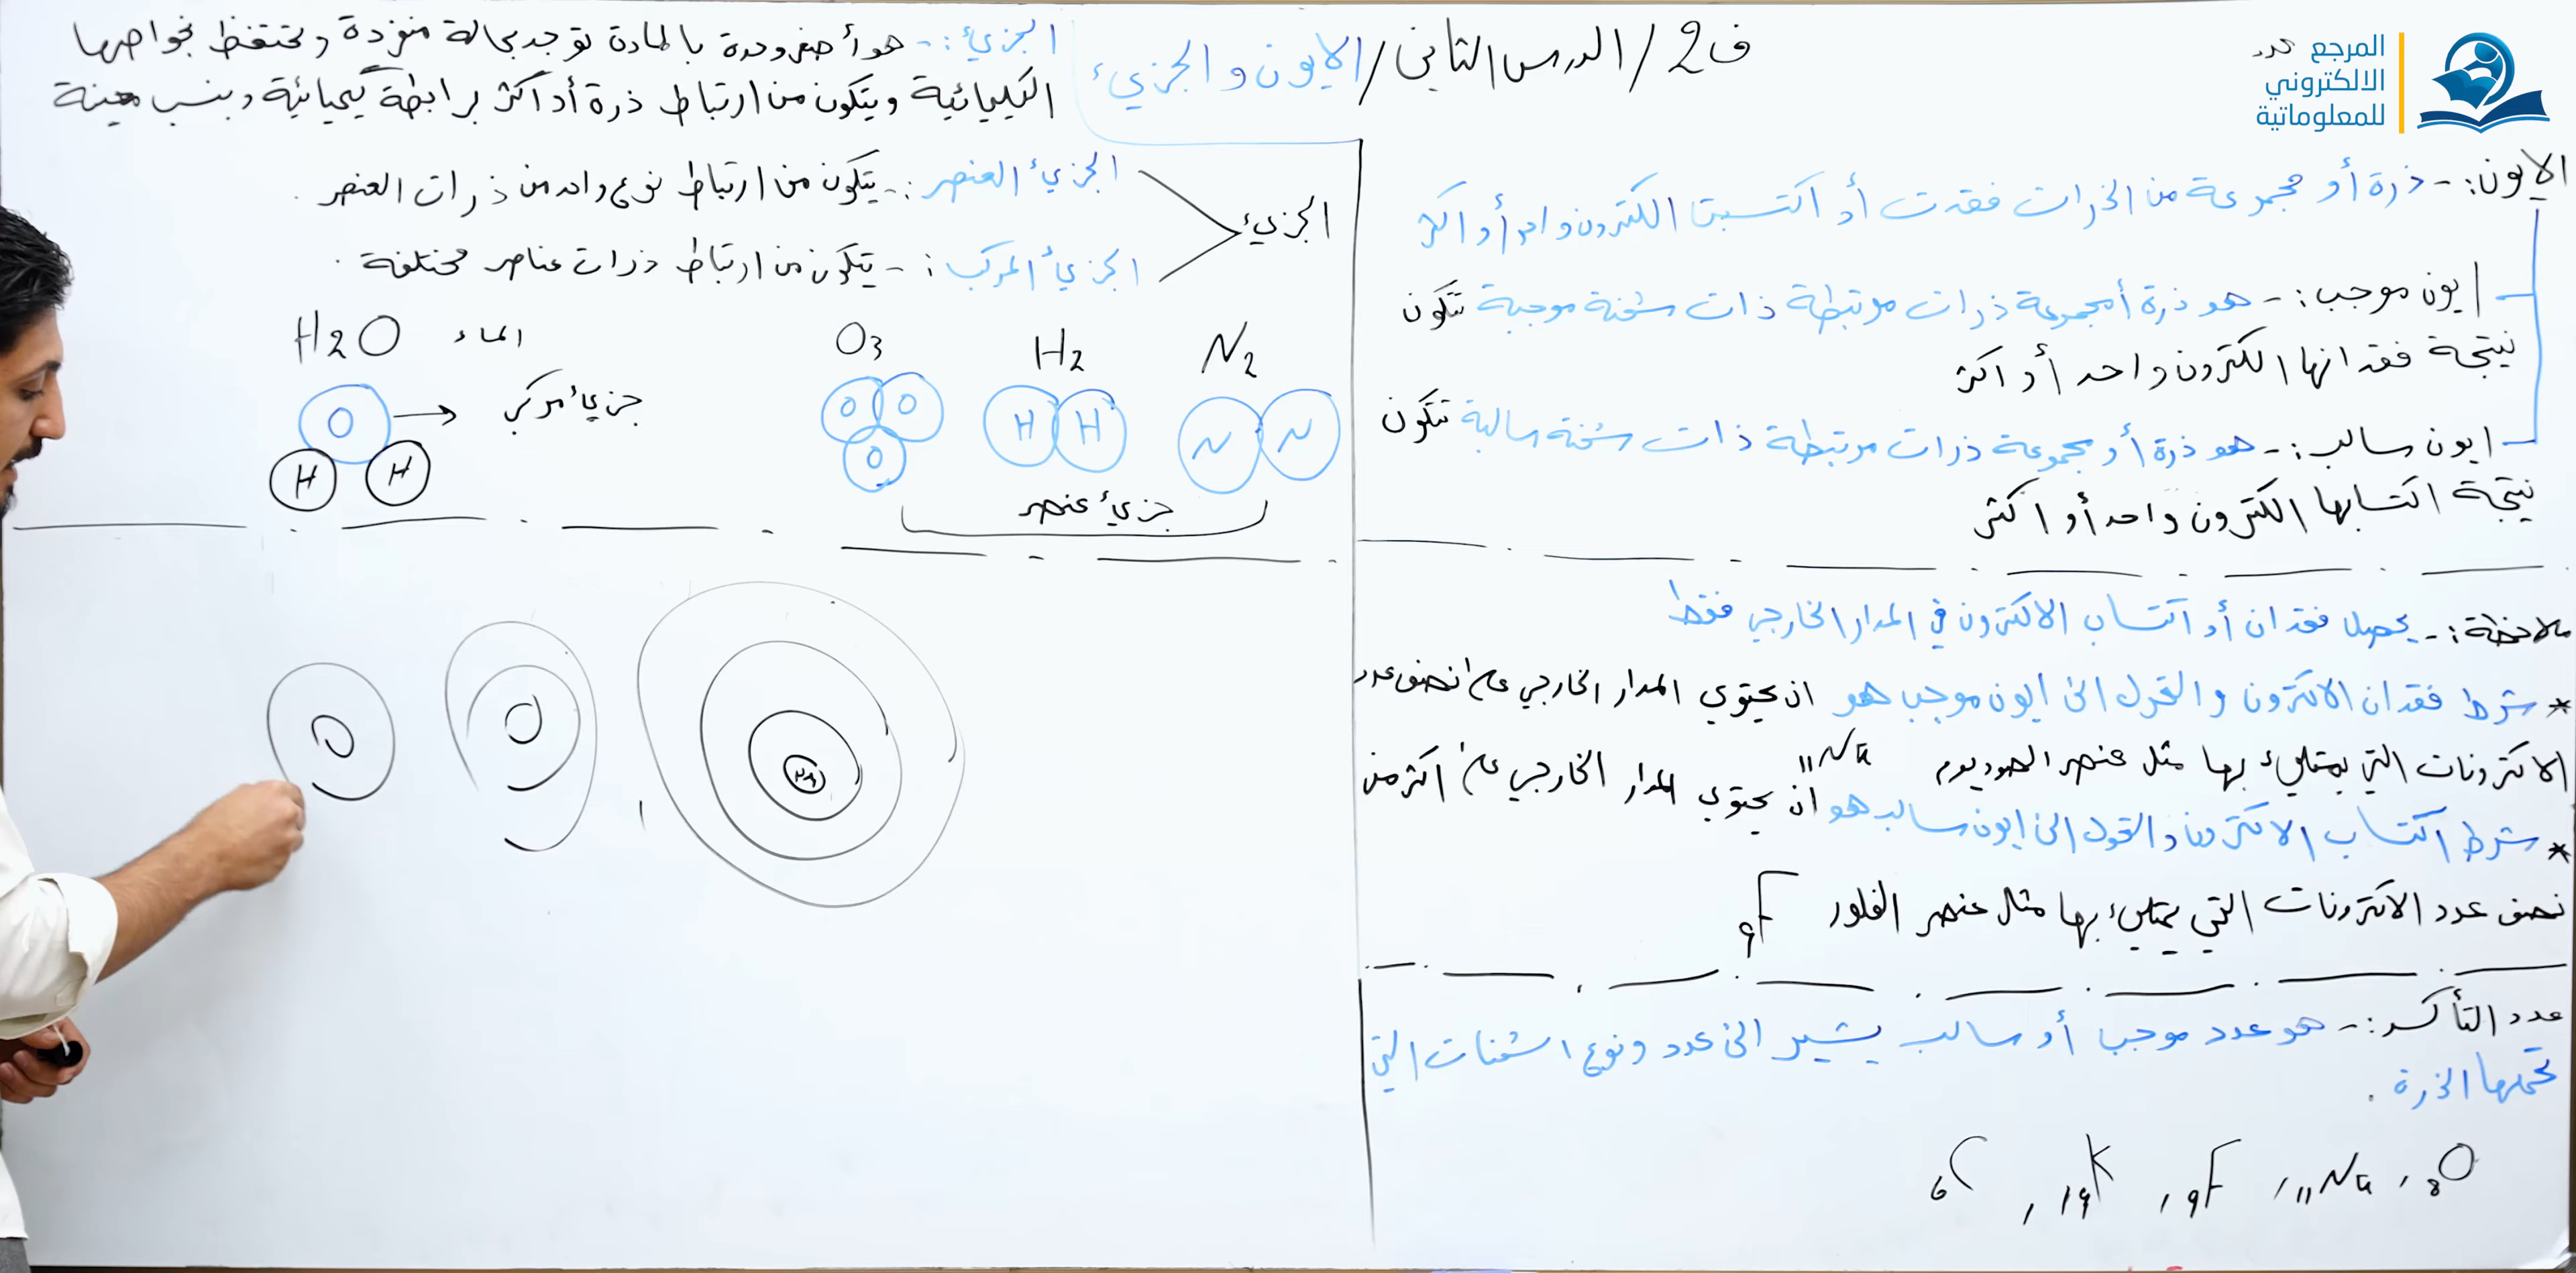 المرجع
الالكتروني
للمعلوماتية
ف2/ الدرس الثاني/ الايون والجزيء
الايون :- ذرة أو مجموعة من الذرات فقدت أو اكتسبت الكترون واحد أو اكثر
ايون موجب :- هو ذرة أ مجموعة ذرات مرتبطة ذات شحنة موجبة تتكون
نتيجة فقدانها الكترون واحد أو اكثر
ايون سالب :- هو ذرة أو مجموعة ذرات مرتبطة ذات شحنة سالبة تتكون
نتيجة اكتسابها الكترون واحد أو اكثر
ملاحظة :- يحصل فقدان أو اكتساب الالكترون في المدار الخارجي فقط
* شرط فقدان الالكترون والتحول الى ايون موجب هو ان يحتوي المدار الخارجي على نصف عدد
الالكترونات التي يمتلئ بها مثل عنصر الصوديوم 11Na
* شرط اكتساب الالكترون والتحول الى ايون سالب هو ان يحتوي المدار الخارجي على اكثر من
نصف عدد الالكترونات التي يمتلئ بها مثال عنصر الفلور 9F
عدد التأكسد :- هو عدد موجب أو سالب يشير الى عدد ونوع الشحنات التي
تحملها الذرة .
8O , 11Na , 9F , 19K , 6C
الجزيء :- هو أصغر وحدة بالمادة توجد بحالة منفردة وتحتفظ بخواصها
الكيميائية ويتكون من ارتباط ذرة أو اكثر برابطة كيميائية وبنسب معينة
الجزيء
الجزيء العنصر :- يتكون من ارتباط نوع واحد من ذرات العنصر .
الجزيء المركب :- يتكون من ارتباط ذرات عناصر مختلفة .
N2 H2 O3
N N H H O O O
جزيء عنصر
الماء H2O
O H H
جزيء مركب